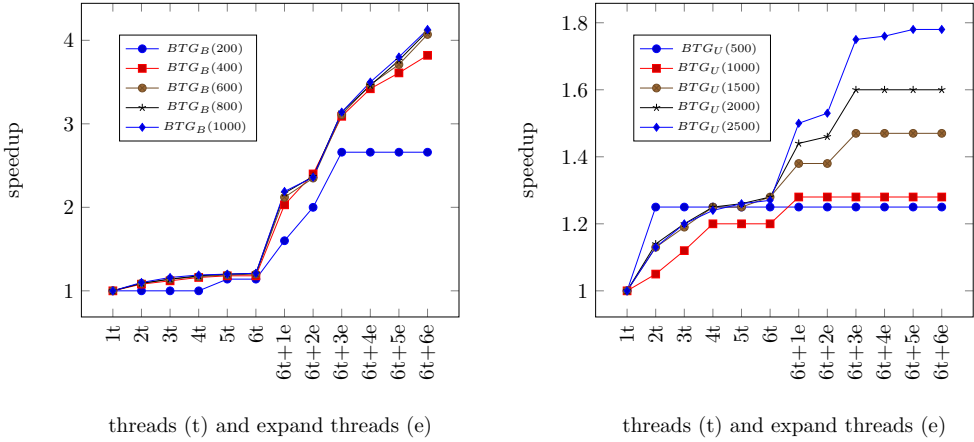 4
3
2
1
speedup
BTG_B(200)
BTG_B(400)
BTG_B(600)
BTG_B(800)
BTG_B(1000)
1t
2t
3t
4t
5t
6t
6t+1e
6t+2e
6t+3e
6t+4e
6t+5e
6t+6e
threads (t) and expand threads (e)
1.8
1.6
1.4
1.2
1
speedup
BTG_U(500)
BTG_U(1000)
BTG_U(1500)
BTG_U(2000)
BTG_U(2500)
1t
2t
3t
4t
5t
6t
6t+1e
6t+2e
6t+3e
6t+4e
6t+5e
6t+6e
threads (t) and expand threads (e)